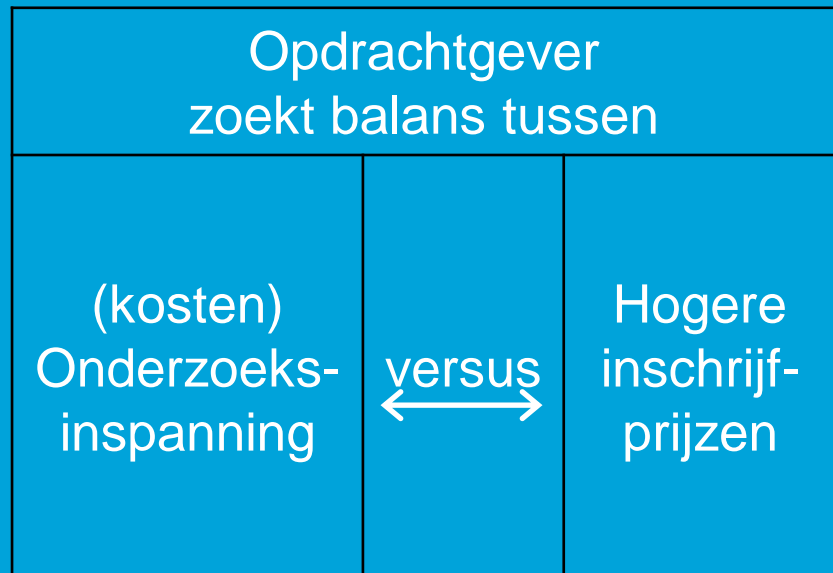 Opdrachtgever
zoekt balans tussen
(kosten)
Onderzoeks-
inspanning
versus
Hogere
inschrijf-
prijzen